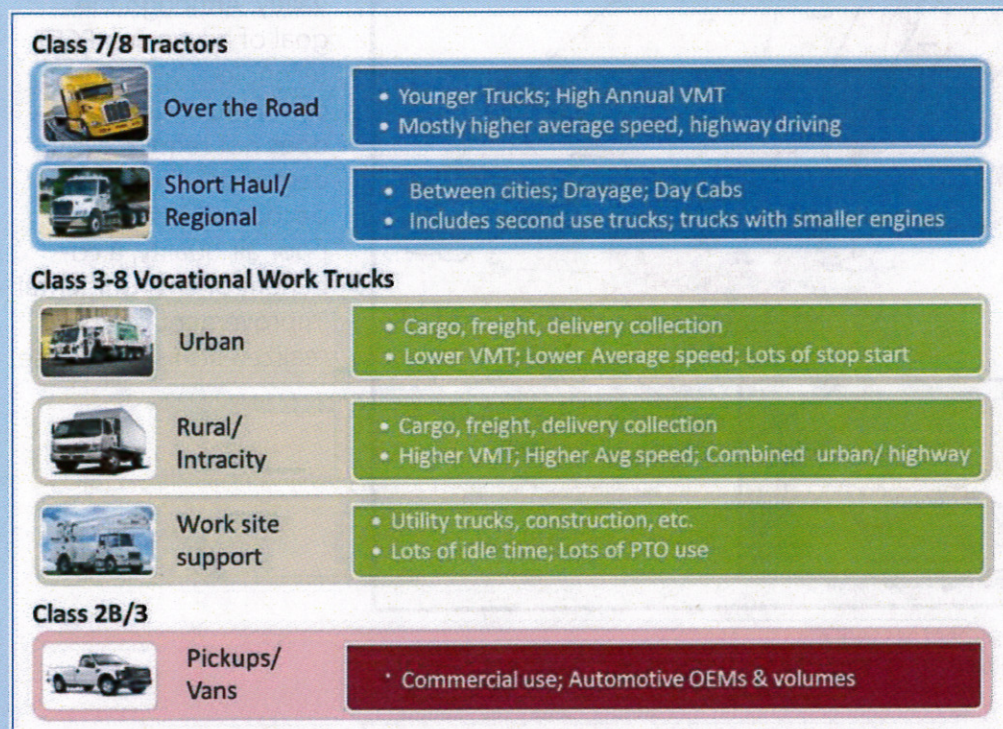 Class 7/8 Tractors
Over the Road
• Younger Trucks; High Annual VMT
• Mostly higher average speed, highway driving
Short Haul/
Regional
• Between cities; Drayage; Day Cabs
• Includes second use trucks; trucks with smaller engines
Class 3-8 Vocational Work Trucks
Urban
• Cargo, freight, delivery collection
• Lower VMT; Lower Average speed; Lots of stop start
Rural/
Intracity
• Cargo, freight, delivery collection
• Higher VMT; Higher Avg speed; Combined urban/ highway
Work site
support
• Utility trucks, construction, etc.
• Lots of idle time; Lots of PTO use
Class 2B/3
Pickups/
Vans
• Commercial use; Automotive OEMs & volumes